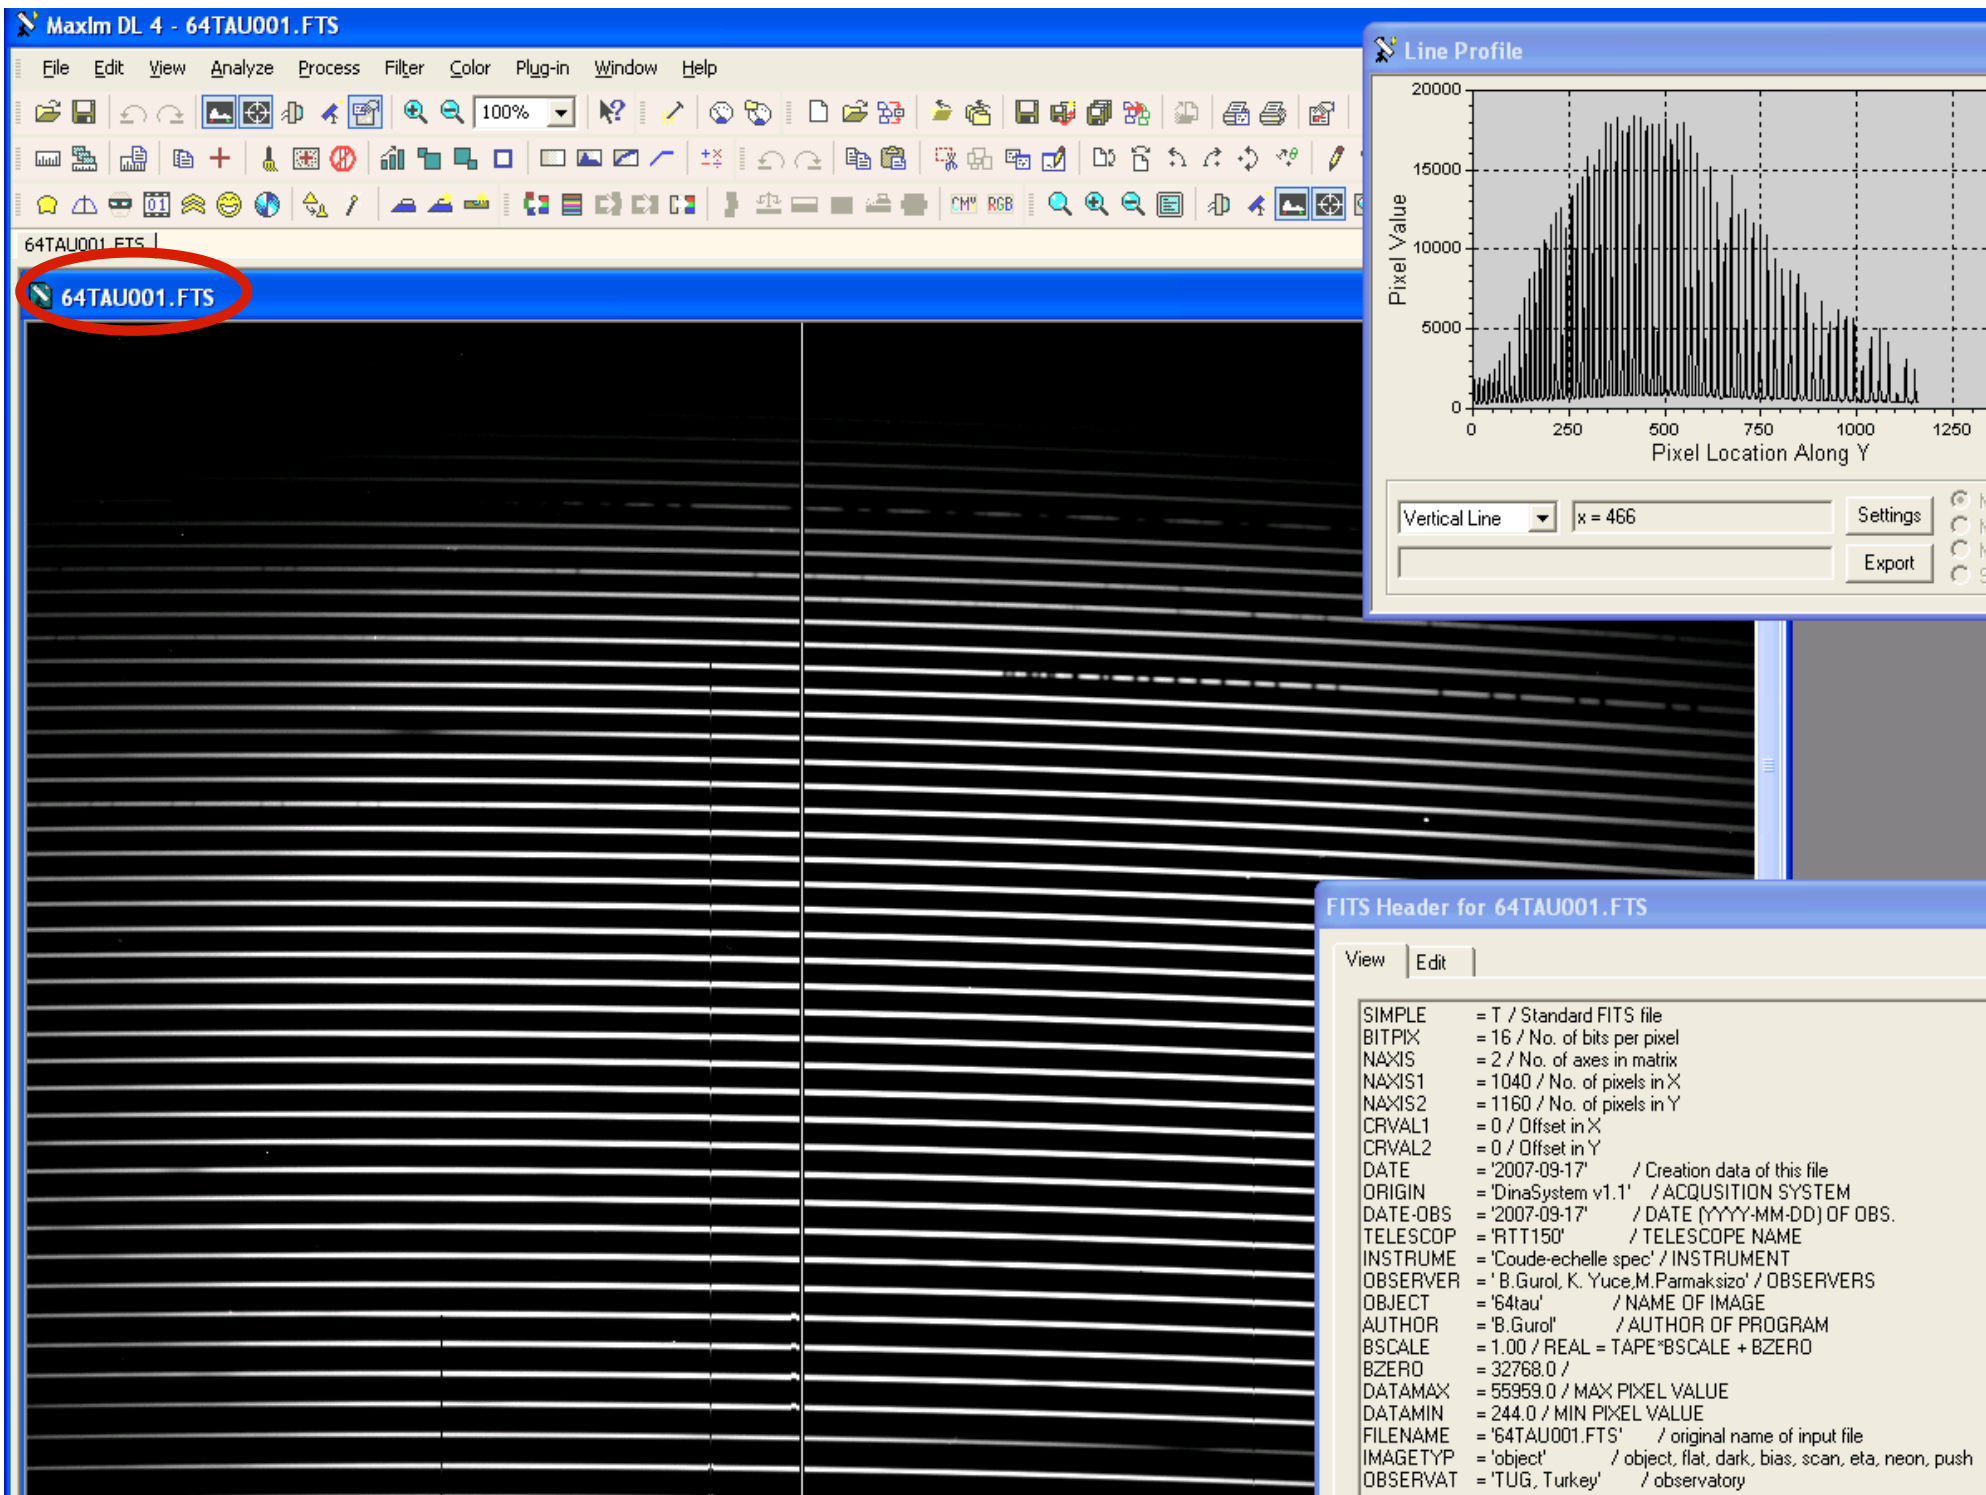 MaxIm DL 4 - 64TAU001.FTS
File Edit View Analyze Process Filter Color Plug-in Window Help
100%
CMY RGB
64TAU001.FTS
64TAU001.FTS
Line Profile
20000
15000
10000
5000
0
Pixel Value
0 250 500 750 1000 1250
Pixel Location Along Y
Vertical Line x = 466 Settings
Export
FITS Header for 64TAU001.FTS
View Edit
SIMPLE = T / Standard FITS file
BITPIX = 16 / No. of bits per pixel
NAXIS = 2 / No. of axes in matrix
NAXIS1 = 1040 / No. of pixels in X
NAXIS2 = 1160 / No. of pixels in Y
CRVAL1 = 0 / Offset in X
CRVAL2 = 0 / Offset in Y
DATE = '2007-09-17' / Creation data of this file
ORIGIN = 'DinaSystem v1.1' / ACQUSITION SYSTEM
DATE-OBS = '2007-09-17' / DATE (YYYY-MM-DD) OF OBS.
TELESCOP = 'RTT150' / TELESCOPE NAME
INSTRUME = 'Coude-echelle spec' / INSTRUMENT
OBSERVER = ' B.Gurol, K. Yuce,M.Parmaksizo' / OBSERVERS
OBJECT = '64tau' / NAME OF IMAGE
AUTHOR = 'B.Gurol' / AUTHOR OF PROGRAM
BSCALE = 1.00 / REAL = TAPE*BSCALE + BZERO
BZERO = 32768.0 /
DATAMAX = 55959.0 / MAX PIXEL VALUE
DATAMIN = 244.0 / MIN PIXEL VALUE
FILENAME = '64TAU001.FTS' / original name of input file
IMAGETYP = 'object' / object, flat, dark, bias, scan, eta, neon, push
OBSERVAT = 'TUG, Turkey' / observatory